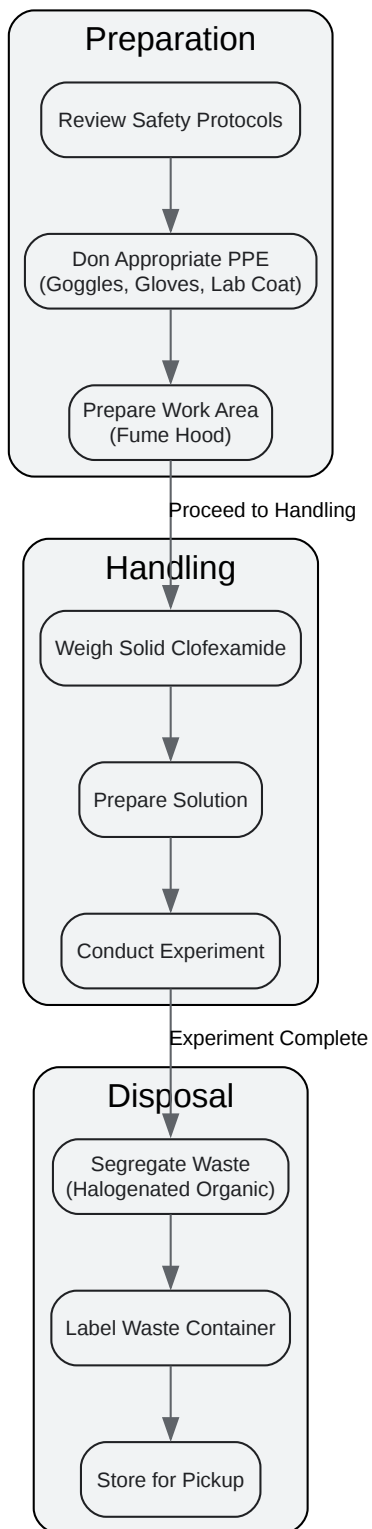 Preparation
Review Safety Protocols
Don Appropriate PPE
(Goggles, Gloves, Lab Coat)
Prepare Work Area
(Fume Hood)
Proceed to Handling
Handling
Weigh Solid Clofexamide
Prepare Solution
Conduct Experiment
Experiment Complete
Disposal
Segregate Waste
(Halogenated Organic)
Label Waste Container
Store for Pickup